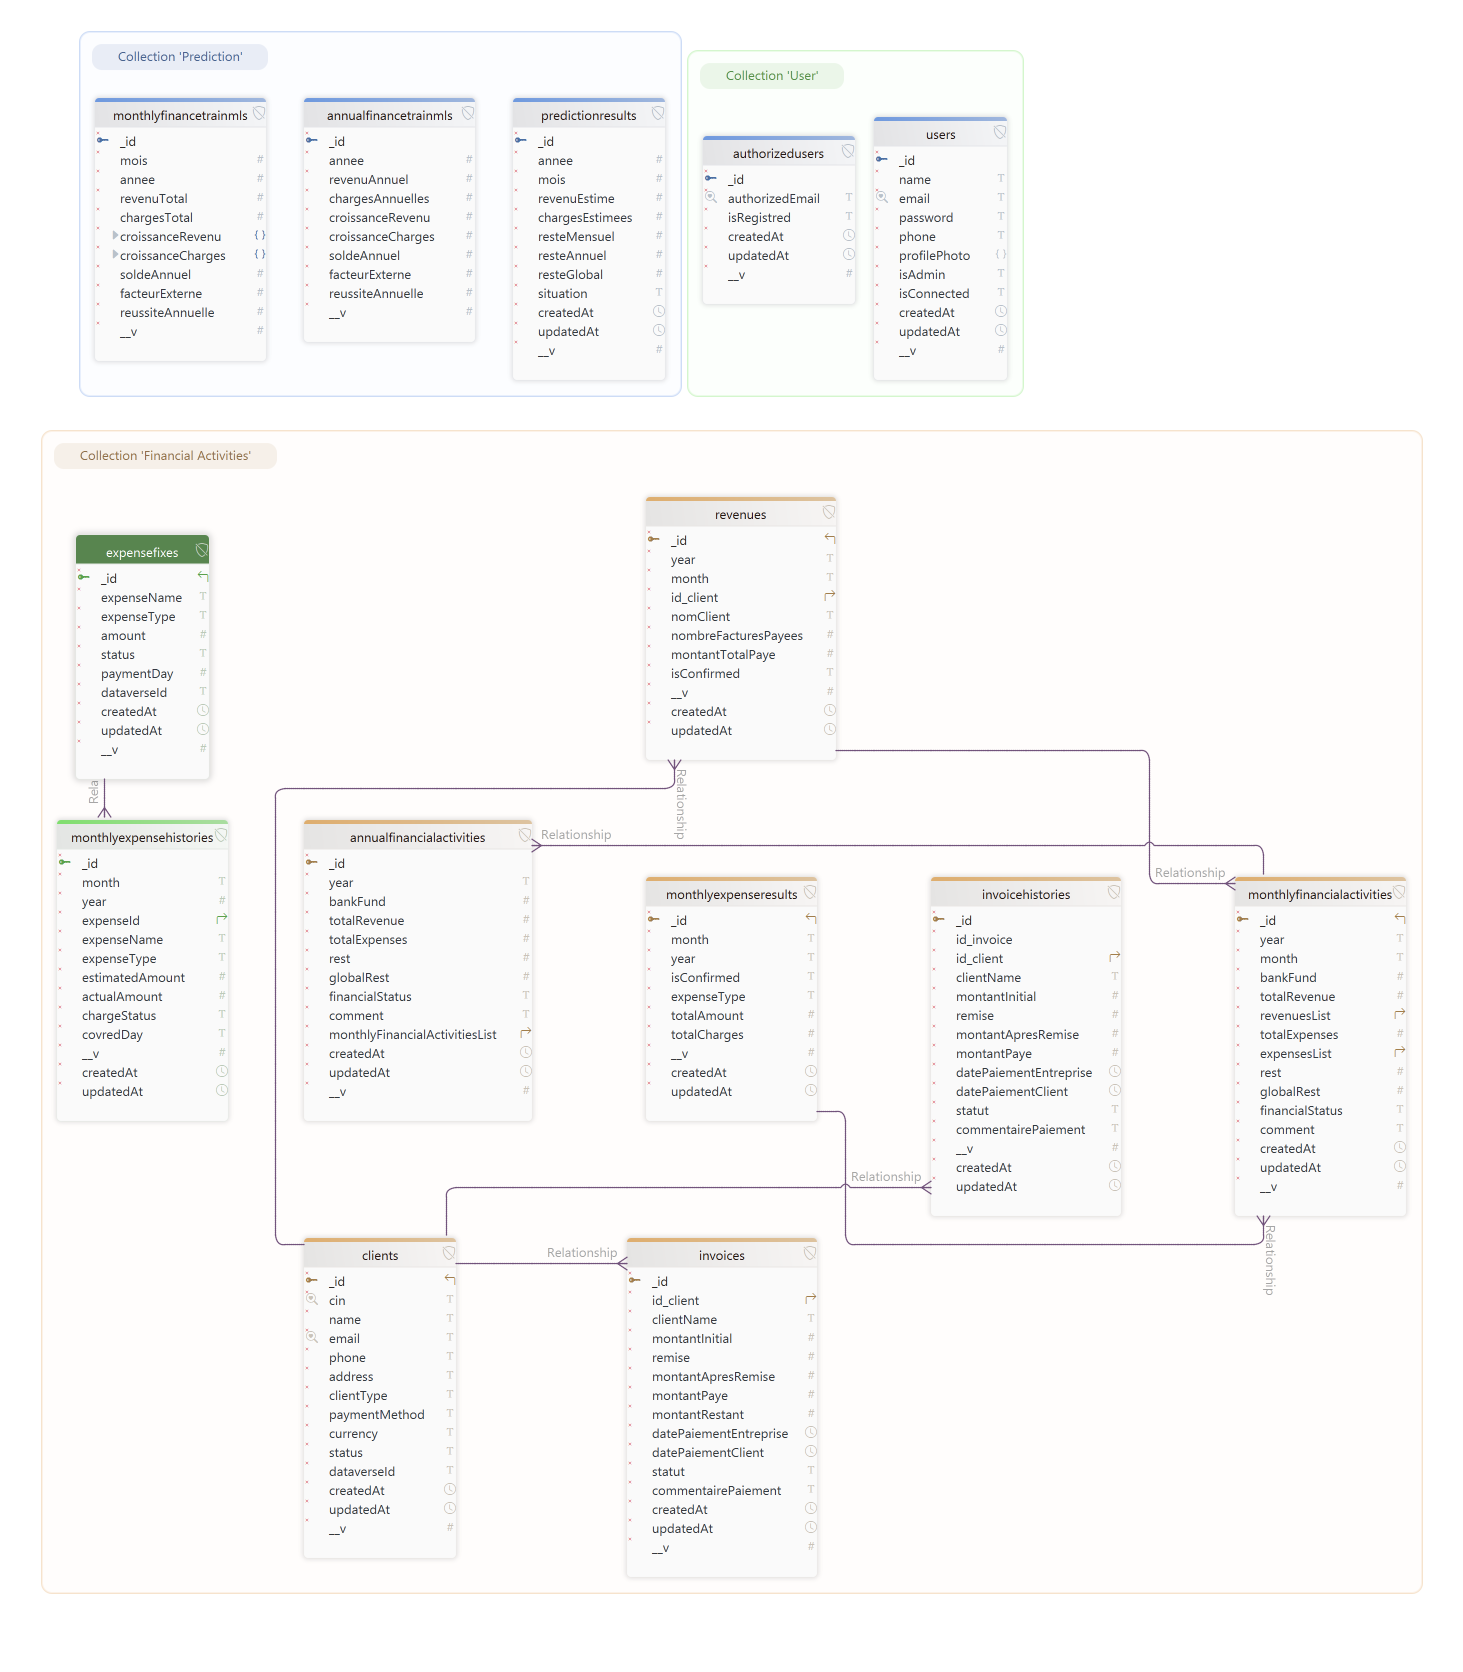 Collection 'Prediction'
monthlyfinancetrainmls
_id
mois #
annee #
revenuTotal #
chargesTotal #
croissanceRevenu { }
croissanceCharges { }
soldeAnnuel #
facteurExterne #
reussiteAnnuelle #
__v #
annualfinancetrainmls
_id
annee #
revenuAnnuel #
chargesAnnuelles #
croissanceRevenu #
croissanceCharges #
soldeAnnuel #
facteurExterne #
reussiteAnnuelle #
__v #
predictionresults
_id
annee #
mois #
revenuEstime #
chargesEstimees #
resteMensuel #
resteAnnuel #
resteGlobal #
situation T
createdAt
updatedAt
__v #
Collection 'User'
authorizedusers
_id
authorizedEmail T
isRegistred T
createdAt
updatedAt
__v #
users
_id
name T
email T
password T
phone T
profilePhoto { }
isAdmin T
isConnected T
createdAt
updatedAt
__v #
Collection 'Financial Activities'
revenues
_id
year T
month T
id_client
nomClient T
nombreFacturesPayees #
montantTotalPaye #
isConfirmed T
__v #
createdAt
updatedAt
expensefixes
_id
expenseName T
expenseType T
amount #
status T
paymentDay #
dataverseId T
createdAt
updatedAt
__v #
Rela
Relationship
monthlyexpensehistories
_id
month T
year #
expenseId
expenseName T
expenseType T
estimatedAmount #
actualAmount #
chargeStatus T
covredDay T
__v #
createdAt
updatedAt
annualfinancialactivities
Relationship
_id
year T
bankFund #
totalRevenue #
totalExpenses #
rest #
globalRest #
financialStatus T
comment T
monthlyFinancialActivitiesList
createdAt
updatedAt
__v #
monthlyexpenseresults
_id
month T
year T
isConfirmed T
expenseType T
totalAmount #
totalCharges #
__v #
createdAt
updatedAt
invoicehistories
_id
id_invoice
id_client
clientName T
montantInitial #
remise #
montantApresRemise #
montantPaye #
datePaiementEntreprise
datePaiementClient
statut T
commentairePaiement T
__v #
createdAt
updatedAt
Relationship
Relationship
monthlyfinancialactivities
_id
year T
month T
bankFund #
totalRevenue #
revenuesList
totalExpenses #
expensesList
rest #
globalRest #
financialStatus T
comment T
createdAt
updatedAt
__v #
Relationship
clients
_id
cin T
name T
email T
phone T
address T
clientType T
paymentMethod T
currency T
status T
dataverseId T
createdAt
updatedAt
__v #
Relationship
invoices
_id
id_client
clientName T
montantInitial #
remise #
montantApresRemise #
montantPaye #
montantRestant #
datePaiementEntreprise
datePaiementClient
statut T
commentairePaiement T
createdAt
updatedAt
__v #